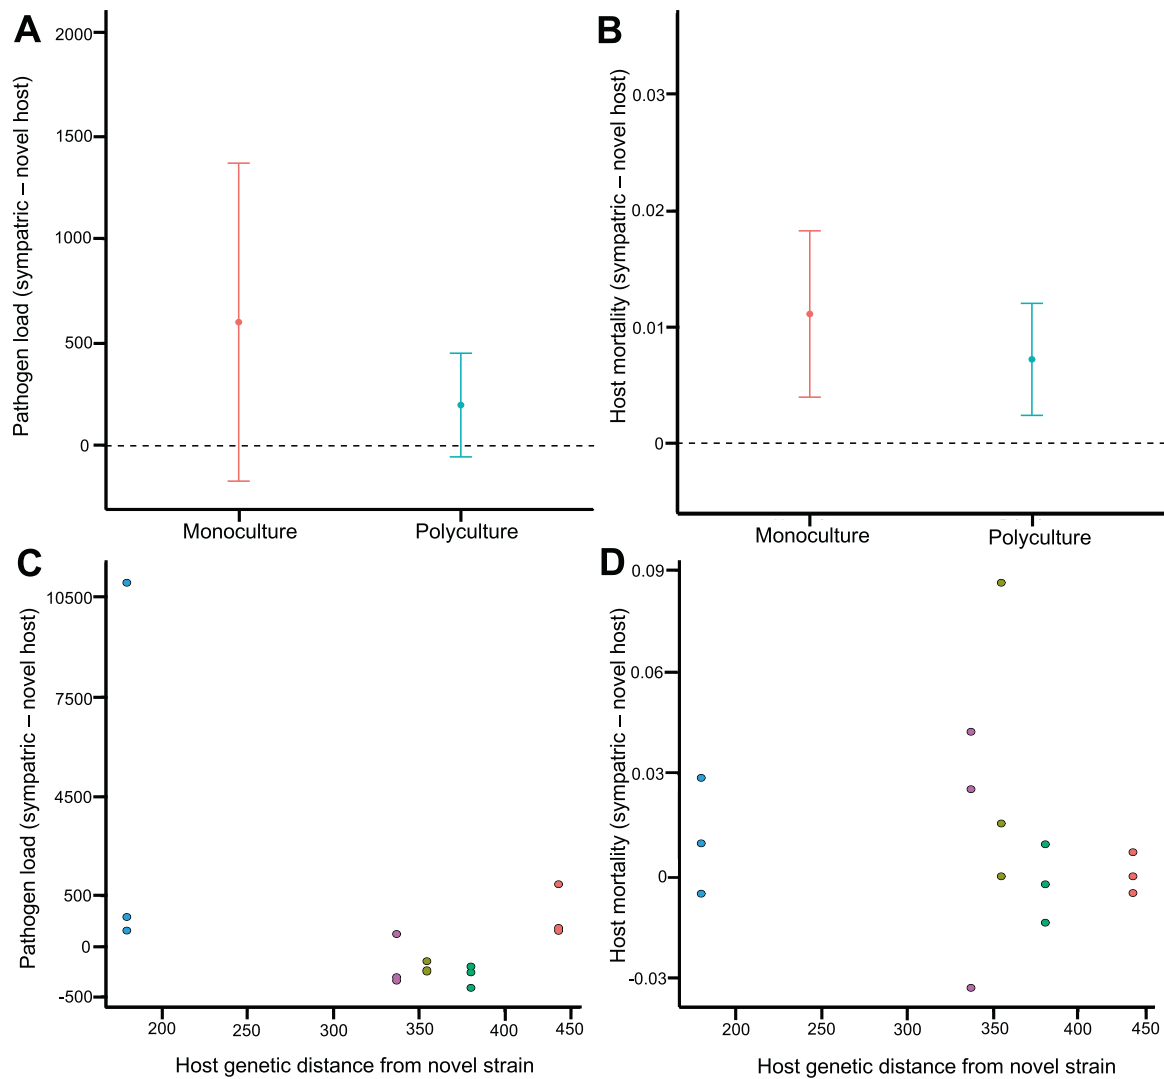 A
Pathogen load (sympatric – novel host)
2000
1500
1000
500
0
Monoculture
Polyculture
B
Host mortality (sympatric – novel host)
0.03
0.02
0.01
0
Monoculture
Polyculture
C
Pathogen load (sympatric – novel host)
10500
7500
4500
500
0
-500
200
250
300
350
400
450
Host genetic distance from novel strain
D
Host mortality (sympatric – novel host)
0.09
0.06
0.03
0
-0.03
200
250
300
350
400
450
Host genetic distance from novel strain